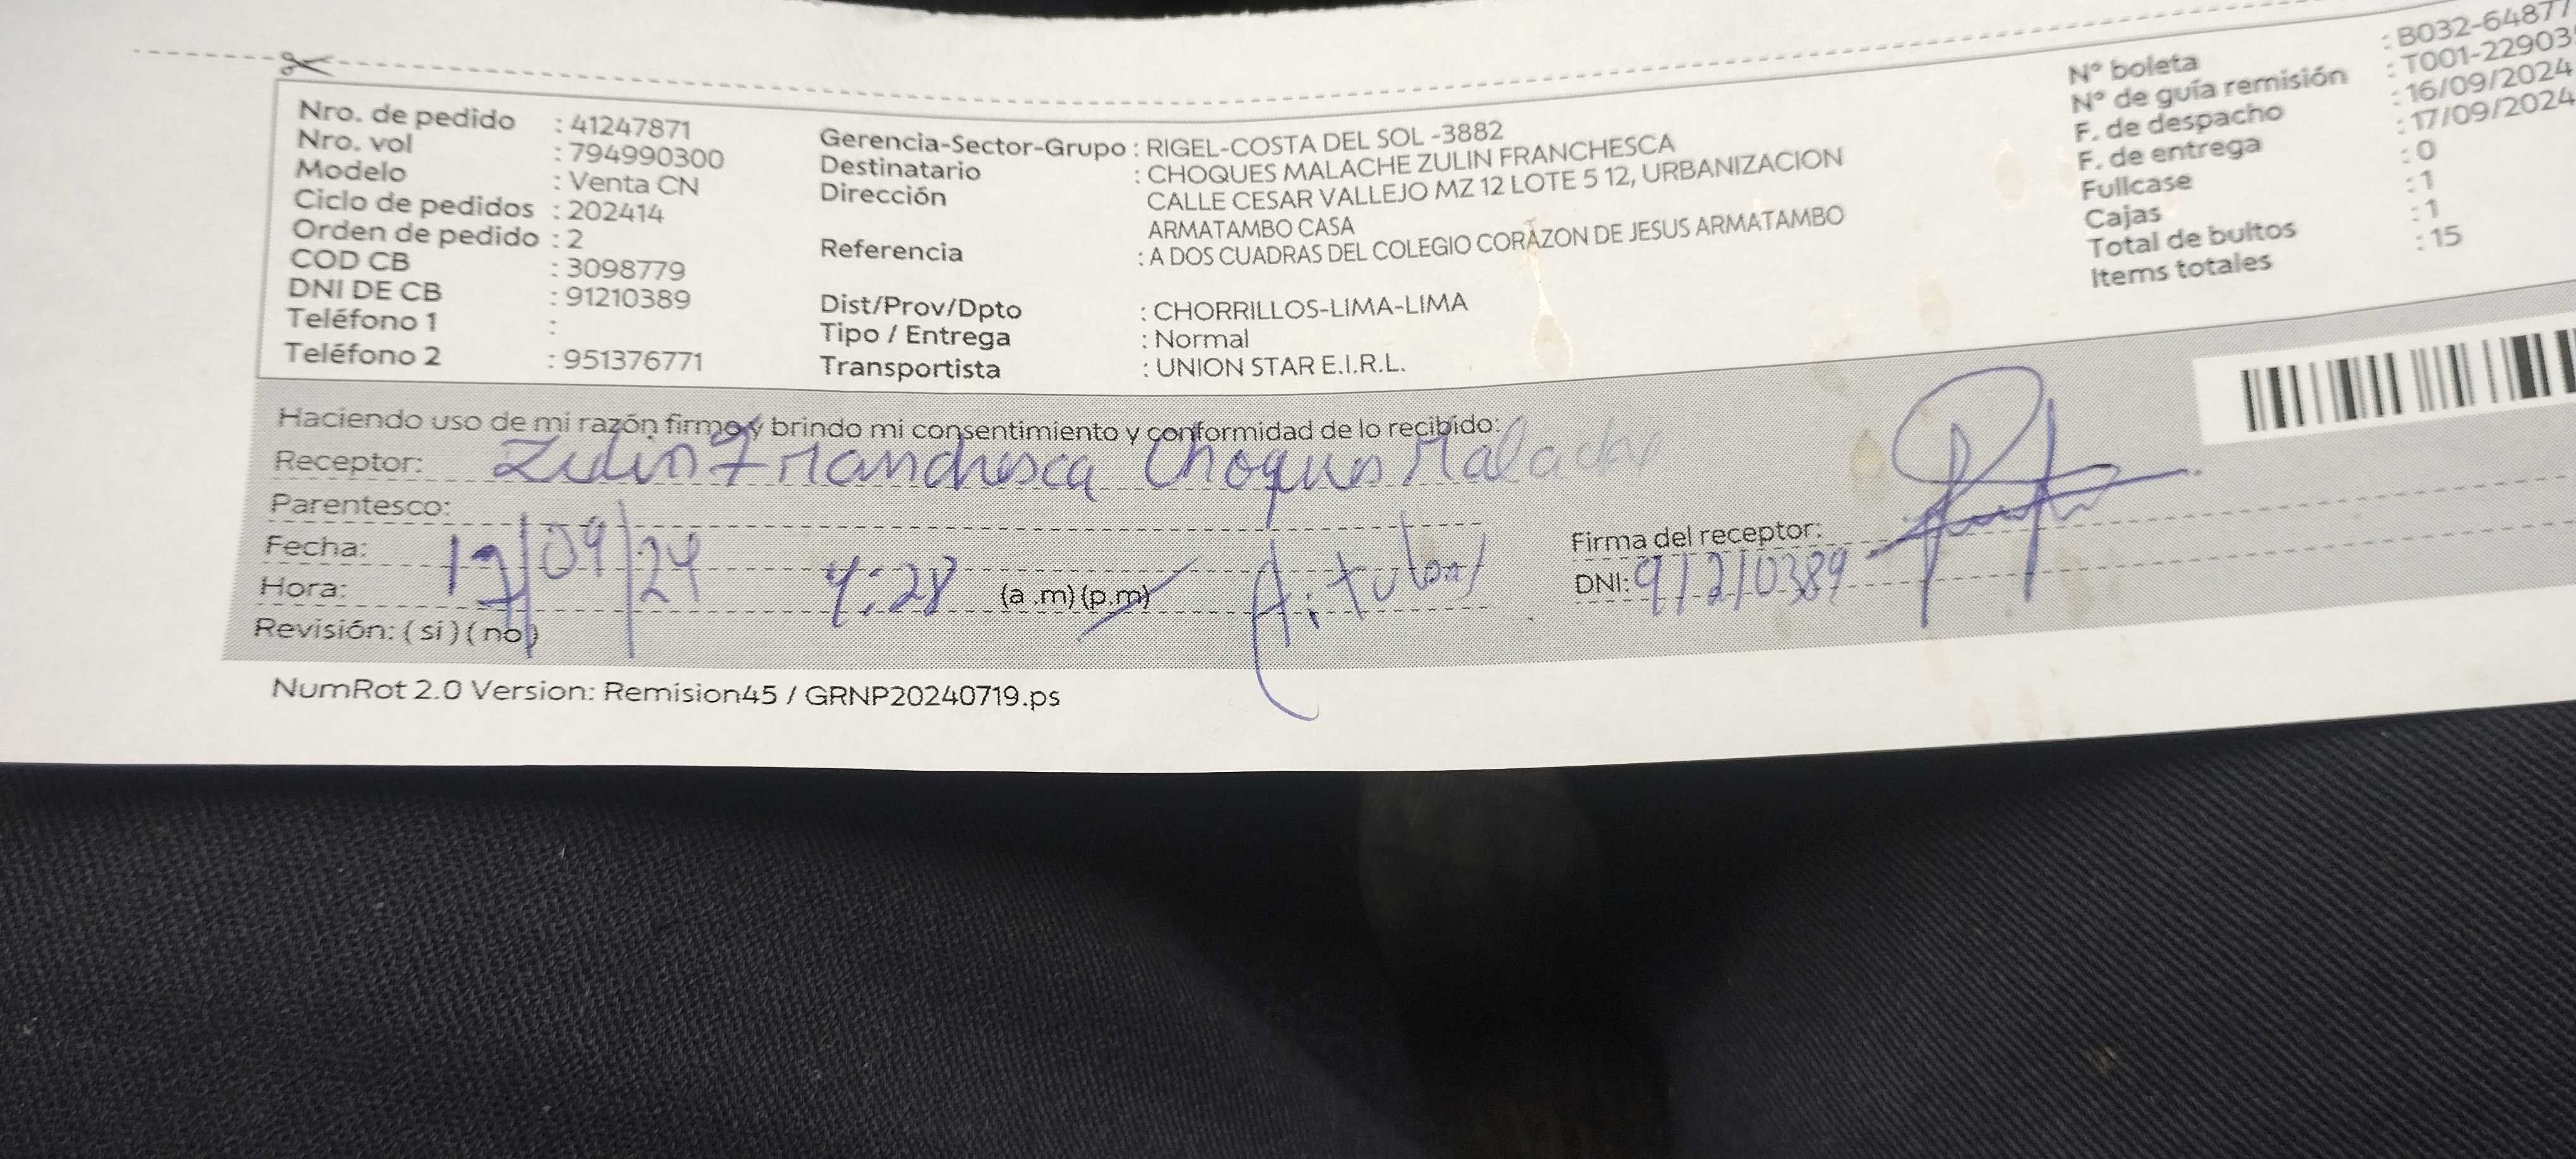 Nro. de pedido : 41247871
Nro. vol : 794990300
Modelo : Venta CN
Ciclo de pedidos : 202414
Orden de pedido : 2
COD CB : 3098779
DNI DE CB : 91210389
Teléfono 1 :
Teléfono 2 : 951376771
Gerencia-Sector-Grupo : RIGEL-COSTA DEL SOL -3882
Destinatario : CHOQUES MALACHE ZULIN FRANCHESCA
Dirección CALLE CESAR VALLEJO MZ 12 LOTE 5 12, URBANIZACION
ARMATAMBO CASA
Referencia : A DOS CUADRAS DEL COLEGIO CORAZON DE JESUS ARMATAMBO
Dist/Prov/Dpto : CHORRILLOS-LIMA-LIMA
Tipo / Entrega : Normal
Transportista : UNION STAR E.I.R.L.
N° boleta : B032-64877
N° de guía remisión : T001-22903
F. de despacho : 16/09/2024
F. de entrega : 17/09/2024
Fullcase : 0
Cajas : 1
Total de bultos : 1
Items totales : 15
Haciendo uso de mi razón firmo y brindo mi consentimiento y conformidad de lo recibido:
Receptor: Zulin Franchesca Choques Malache
Parentesco:
Fecha: 17/09/24
Hora: 4:28 (a .m) (p.m)
Revisión: ( si ) ( no )
Firma del receptor:
DNI: 91210389
NumRot 2.0 Version: Remision45 / GRNP20240719.ps